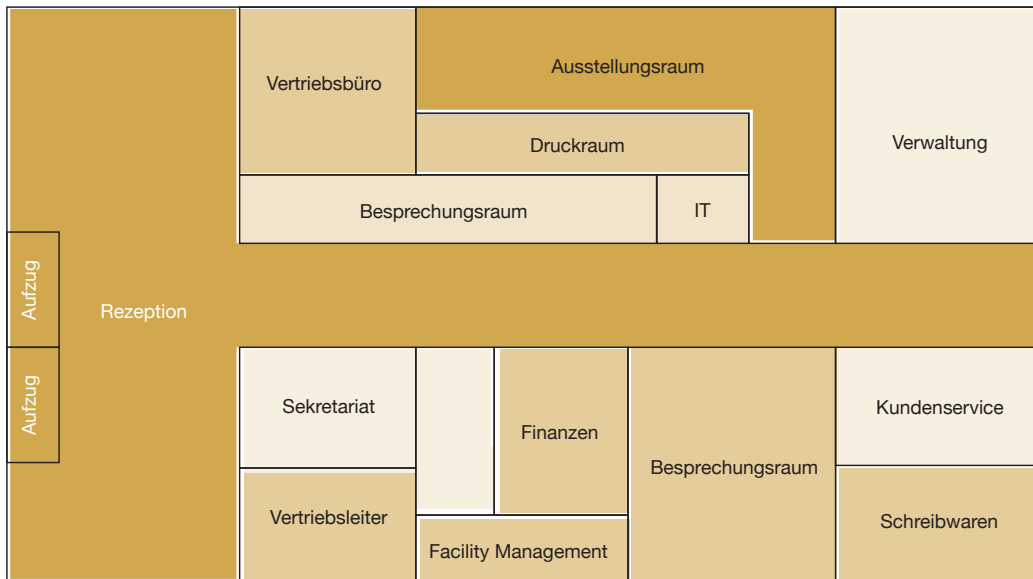 Vertriebsbüro
Ausstellungsraum
Druckraum
Verwaltung
Besprechungsraum
IT
Aufzug
Rezeption
Aufzug
Sekretariat
Finanzen
Kundenservice
Besprechungsraum
Vertriebsleiter
Facility Management
Schreibwaren